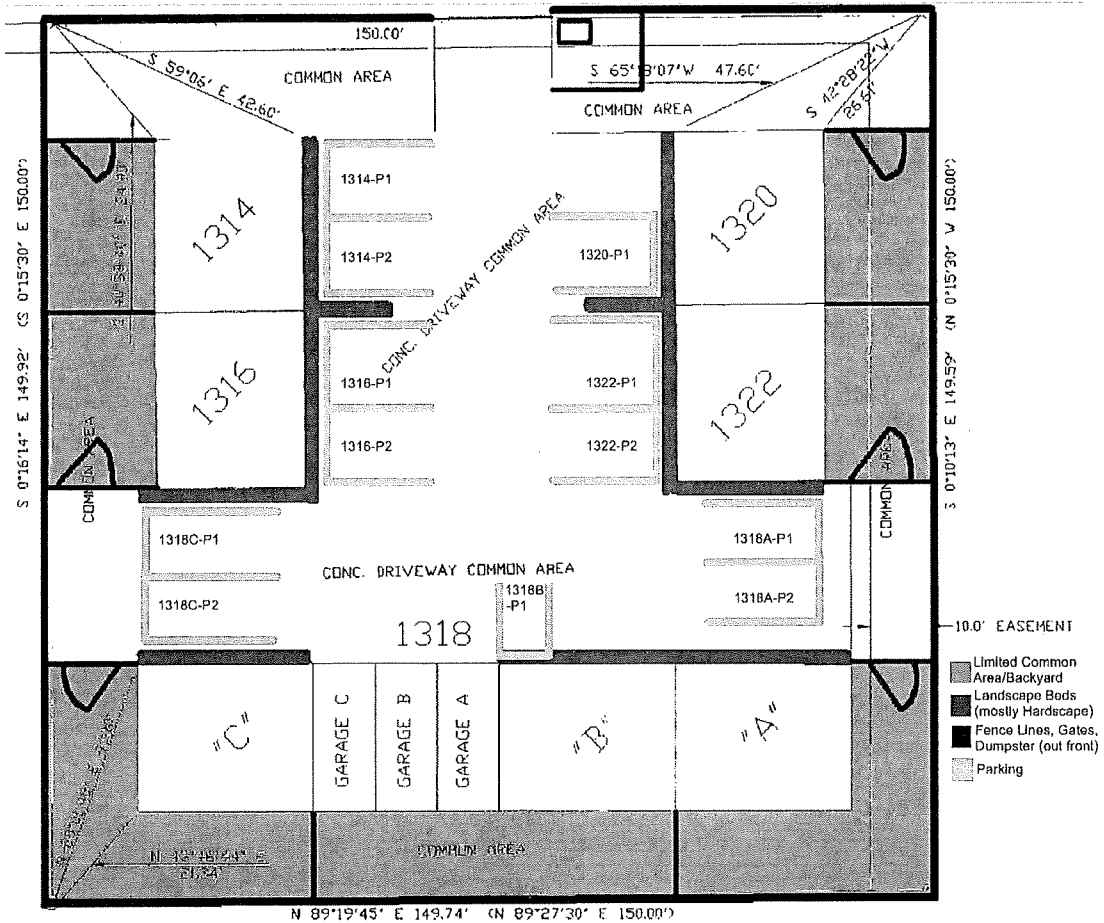 150.00'
S 59°06' E 42.60'
COMMON AREA
S 65°18'07"W 47.60'
COMMON AREA
S 42°28'22"W
26.61'
S 0°16'14" E 149.92' (S 0°15'30" E 150.00')
1314
1314-P1
1314-P2
1320-P1
1320
S 0°10'13" E 149.59' (N 0°15'30" W 150.00')
CONC. DRIVEWAY COMMON AREA
1316
1316-P1
1316-P2
1322-P1
1322-P2
1322
COMMON AREA
COMMON AREA
1318C-P1
1318C-P2
CONC. DRIVEWAY COMMON AREA
1318B
-P1
1318A-P1
1318A-P2
1318
10.0' EASEMENT
Limited Common
Area/Backyard
Landscape Beds
(mostly Hardscape)
Fence Lines, Gates,
Dumpster (out front)
Parking
"C"
GARAGE C
GARAGE B
GARAGE A
"B"
"A"
COMMON AREA
21.24'
N 89°19'45" E 149.74' (N 89°27'30" E 150.00')